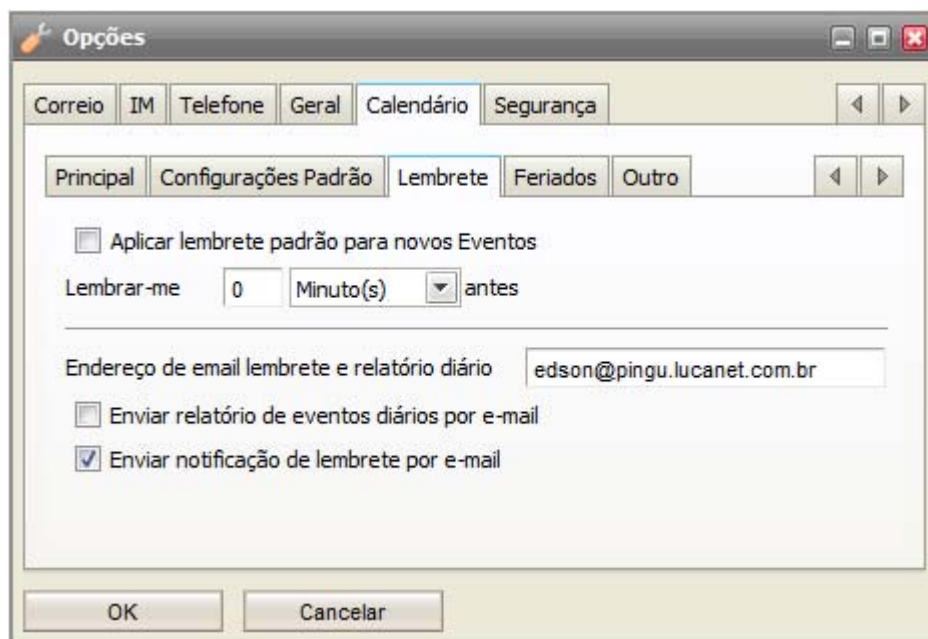 Opções
Correio IM Telefone Geral Calendário Segurança
Principal Configurações Padrão Lembrete Feriados Outro
Aplicar lembrete padrão para novos Eventos
Lembrar-me 0 Minuto(s) antes
Endereço de email lembrete e relatório diário edson@pingu.lucanet.com.br
Enviar relatório de eventos diários por e-mail
Enviar notificação de lembrete por e-mail
OK Cancelar